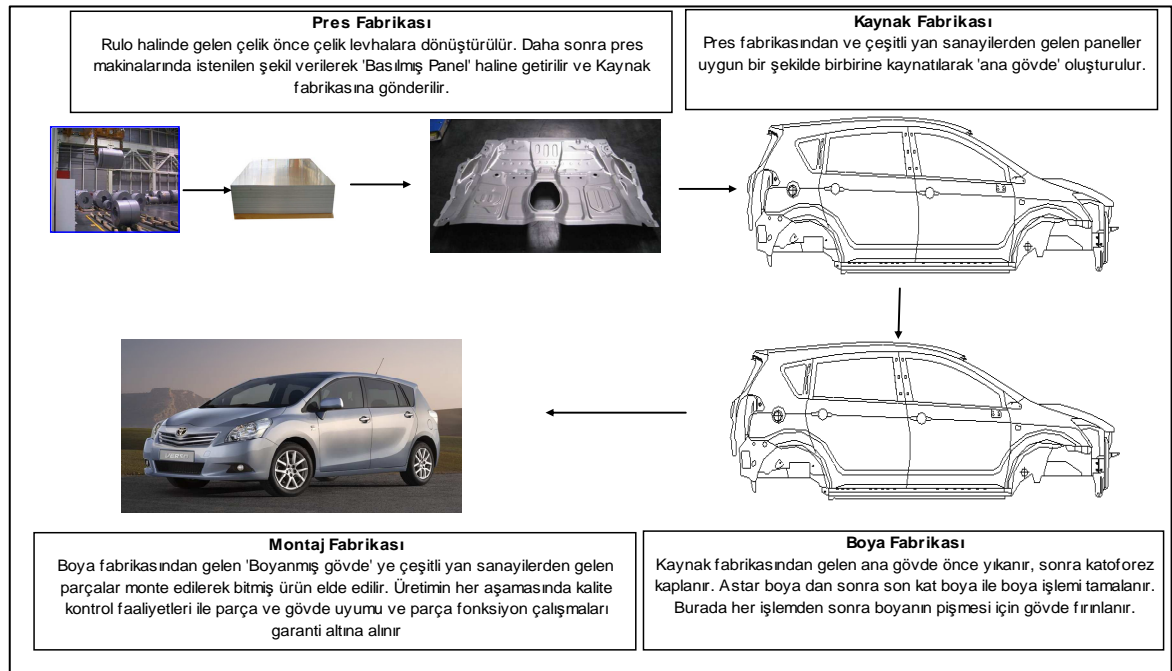 Pres Fabrikası
Rulo halinde gelen çelik önce çelik levhalara dönüştürülür. Daha sonra pres
makinalarında istenilen şekil verilerek 'Basılmış Panel' haline getirilir ve Kaynak
fabrikasına gönderilir.
Kaynak Fabrikası
Pres fabrikasından ve çeşitli yan sanayilerden gelen paneller
uygun bir şekilde birbirine kaynatılarak 'ana gövde' oluşturulur.
Montaj Fabrikası
Boya fabrikasından gelen 'Boyanmış gövde' ye çeşitli yan sanayilerden gelen
parçalar monte edilerek bitmiş ürün elde edilir. Üretimin her aşamasında kalite
kontrol faaliyetleri ile parça ve gövde uyumu ve parça fonksiyon çalışmaları
garanti altına alınır
Boya Fabrikası
Kaynak fabrikasından gelen ana gövde önce yıkanır, sonra katoforez
kaplanır. Astar boya dan sonra son kat boya ile boya işlemi tamalanır.
Burada her işlemden sonra boyanın pişmesi için gövde fırınlanır.